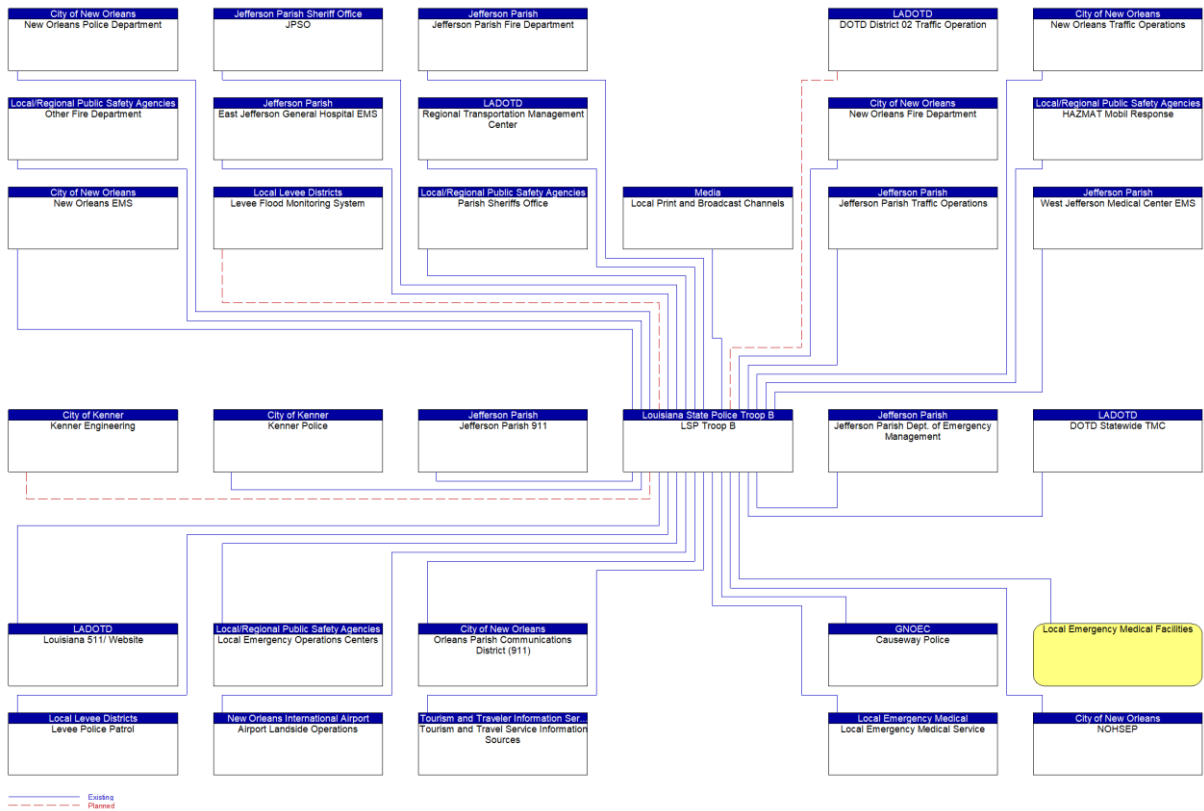 City of New Orleans
New Orleans Police Department
Jefferson Parish Sheriff Office
JPSO
Jefferson Parish
Jefferson Parish Fire Department
LADOTD
DOTD District 02 Traffic Operation
City of New Orleans
New Orleans Traffic Operations
Local/Regional Public Safety Agencies
Other Fire Department
Jefferson Parish
East Jefferson General Hospital EMS
LADOTD
Regional Transportation Management
Center
City of New Orleans
New Orleans Fire Department
Local/Regional Public Safety Agencies
HAZMAT Mobil Response
City of New Orleans
New Orleans EMS
Local Levee Districts
Levee Flood Monitoring System
Local/Regional Public Safety Agencies
Parish Sheriffs Office
Media
Local Print and Broadcast Channels
Jefferson Parish
Jefferson Parish Traffic Operations
Jefferson Parish
West Jefferson Medical Center EMS
City of Kenner
Kenner Engineering
City of Kenner
Kenner Police
Jefferson Parish
Jefferson Parish 911
Louisiana State Police Troop B
LSP Troop B
Jefferson Parish
Jefferson Parish Dept. of Emergency
Management
LADOTD
DOTD Statewide TMC
LADOTD
Louisiana 511/ Website
Local/Regional Public Safety Agencies
Local Emergency Operations Centers
City of New Orleans
Orleans Parish Communications
District (911)
GNOEC
Causeway Police
Local Emergency Medical Facilities
Local Levee Districts
Levee Police Patrol
New Orleans International Airport
Airport Landside Operations
Tourism and Traveler Information Ser...
Tourism and Travel Service Information
Sources
Local Emergency Medical
Local Emergency Medical Service
City of New Orleans
NOHSEP
Existing
Planned